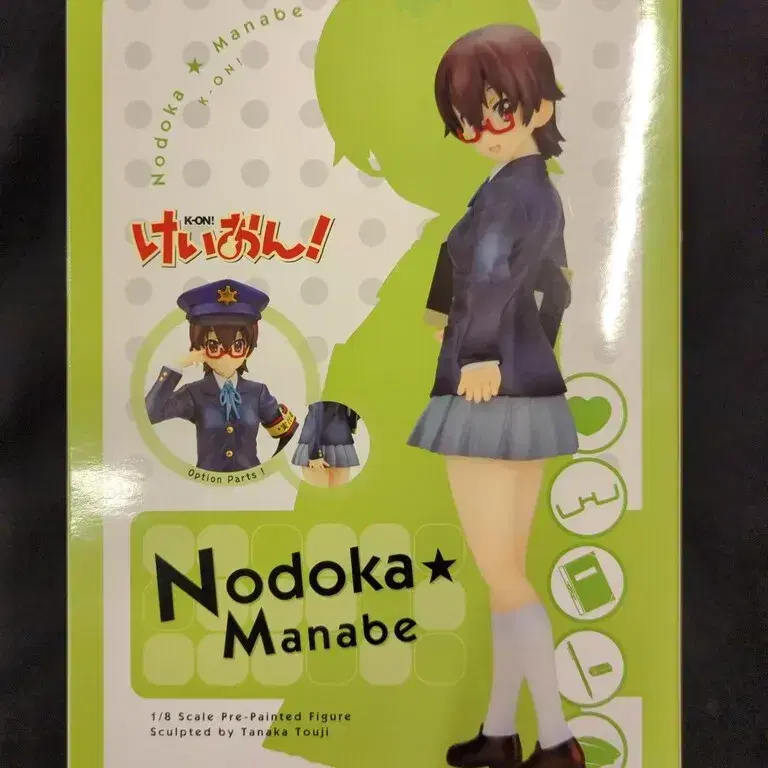 Nodoka ★ Manabe
K-ON!
K-ON!
けいおん!
Option Parts !
Nodoka★
Manabe
1/8 Scale Pre-Painted Figure
Sculpted by Tanaka Touji